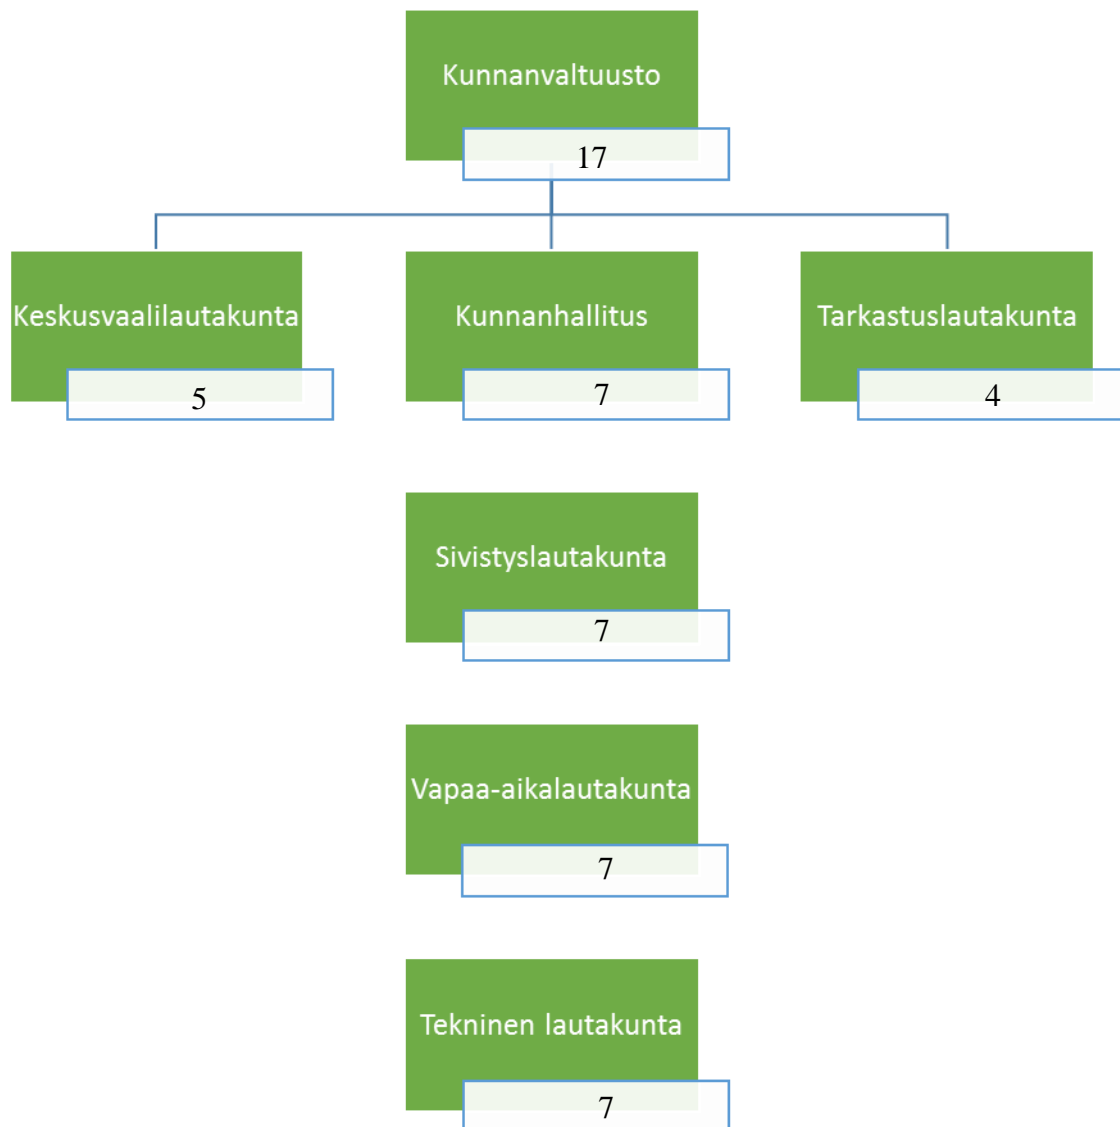 Kunnanvaltuusto
17
Keskusvaalilautakunta
5
Kunnanhallitus
7
Tarkastuslautakunta
4
Sivistyslautakunta
7
Vapaa-aikalautakunta
7
Tekninen lautakunta
7